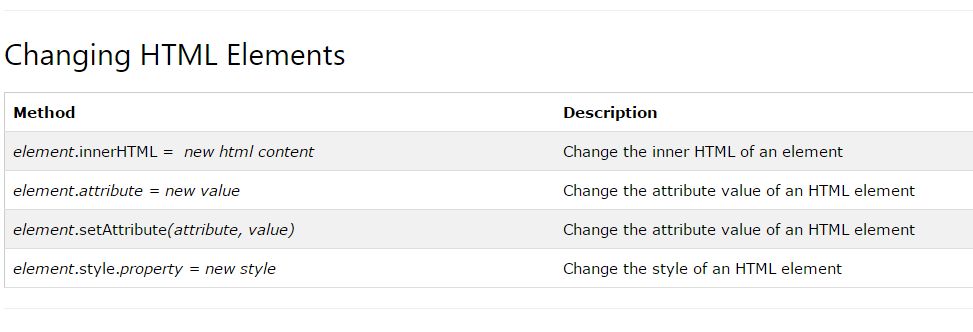 Changing HTML Elements
Method Description
element.innerHTML =  new html content Change the inner HTML of an element
element.attribute = new value Change the attribute value of an HTML element
element.setAttribute(attribute, value) Change the attribute value of an HTML element
element.style.property = new style Change the style of an HTML element